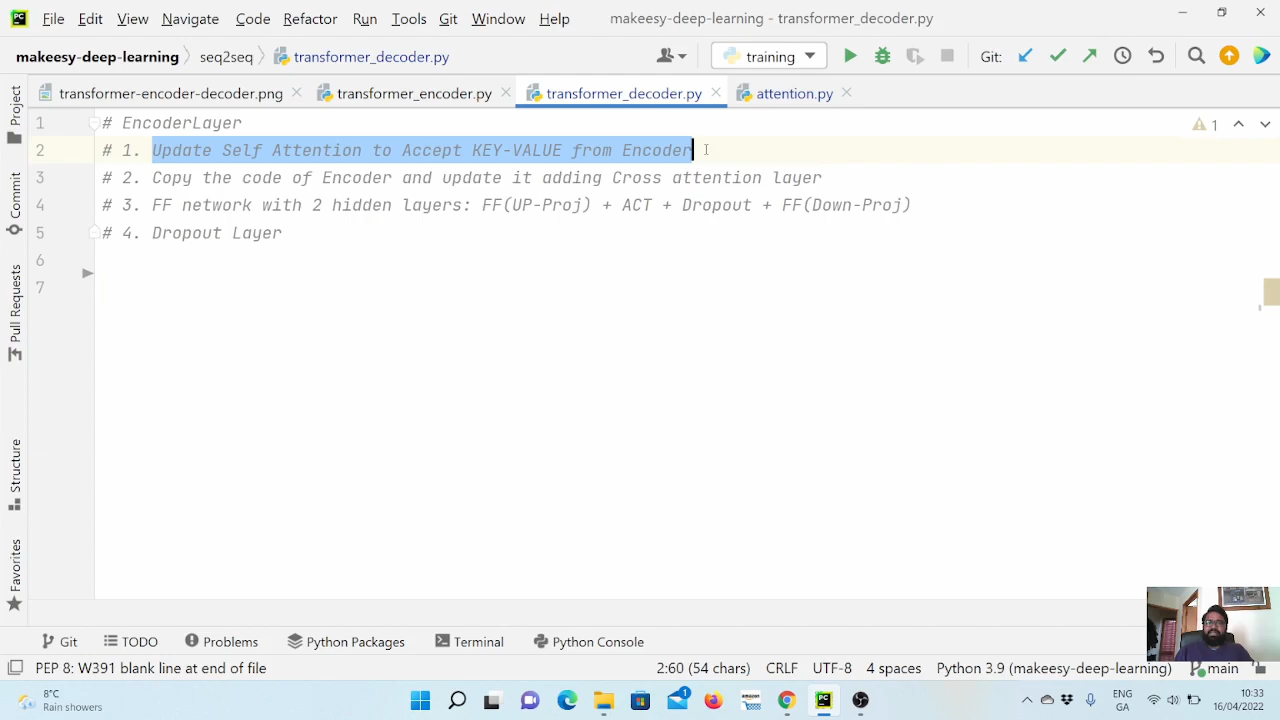 File Edit View Navigate Code Refactor Run Tools Git Window Help makeesy-deep-learning - transformer_decoder.py
makeesy-deep-learning seq2seq transformer_decoder.py training Git:
transformer-encoder-decoder.png transformer_encoder.py transformer_decoder.py attention.py
1 # EncoderLayer
2 # 1. Update Self Attention to Accept KEY-VALUE from Encoder
3 # 2. Copy the code of Encoder and update it adding Cross attention layer
4 # 3. FF network with 2 hidden layers: FF(UP-Proj) + ACT + Dropout + FF(Down-Proj)
5 # 4. Dropout Layer
6
7
1
Project
Commit
Pull Requests
Structure
Favorites
Git TODO Problems Python Packages Terminal Python Console
PEP 8: W391 blank line at end of file 2:60 (54 chars) CRLF UTF-8 4 spaces Python 3.9 (makeesy-deep-learning) main
8°C
Rain showers
amazon
1
ENG
GA
10:33
16/04/2022